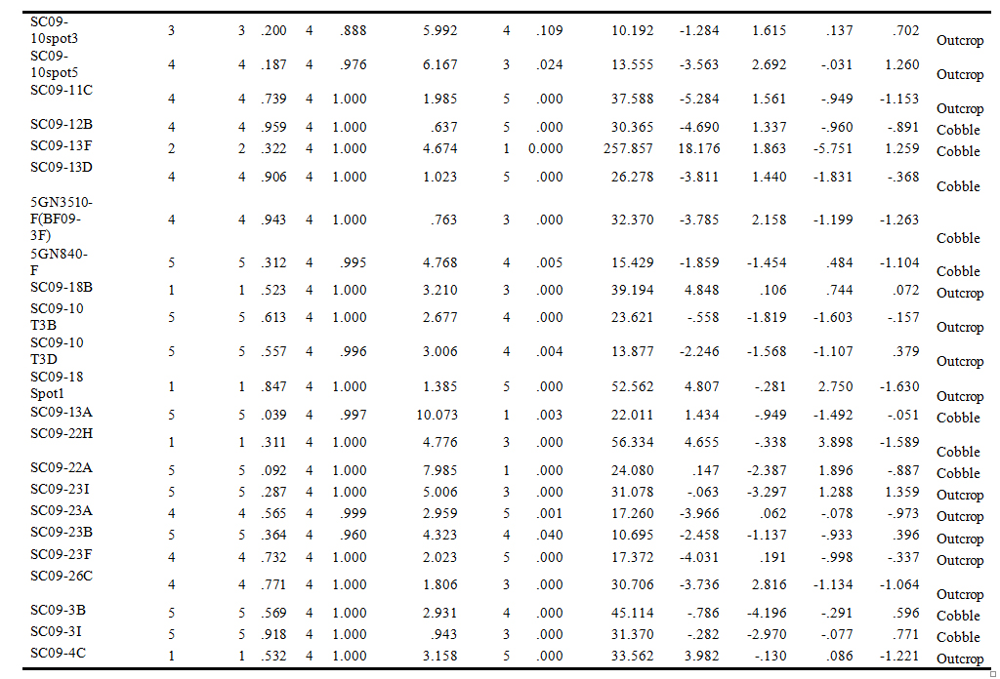 SC09-
10spot3 3 3 .200 4 .888 5.992 4 .109 10.192 -1.284 1.615 .137 .702 Outcrop
SC09-
10spot5 4 4 .187 4 .976 6.167 3 .024 13.555 -3.563 2.692 -.031 1.260 Outcrop
SC09-11C 4 4 .739 4 1.000 1.985 5 .000 37.588 -5.284 1.561 -.949 -1.153 Outcrop
SC09-12B 4 4 .959 4 1.000 .637 5 .000 30.365 -4.690 1.337 -.960 -.891 Cobble
SC09-13F 2 2 .322 4 1.000 4.674 1 0.000 257.857 18.176 1.863 -5.751 1.259 Cobble
SC09-13D 4 4 .906 4 1.000 1.023 5 .000 26.278 -3.811 1.440 -1.831 -.368 Cobble
5GN3510-
F(BF09-
3F) 4 4 .943 4 1.000 .763 3 .000 32.370 -3.785 2.158 -1.199 -1.263 Cobble
5GN840-
F 5 5 .312 4 .995 4.768 4 .005 15.429 -1.859 -1.454 .484 -1.104 Cobble
SC09-18B 1 1 .523 4 1.000 3.210 3 .000 39.194 4.848 .106 .744 .072 Outcrop
SC09-10
T3B 5 5 .613 4 1.000 2.677 4 .000 23.621 -.558 -1.819 -1.603 -.157 Outcrop
SC09-10
T3D 5 5 .557 4 .996 3.006 4 .004 13.877 -2.246 -1.568 -1.107 .379 Outcrop
SC09-18
Spot1 1 1 .847 4 1.000 1.385 5 .000 52.562 4.807 -.281 2.750 -1.630 Outcrop
SC09-13A 5 5 .039 4 .997 10.073 1 .003 22.011 1.434 -.949 -1.492 -.051 Cobble
SC09-22H 1 1 .311 4 1.000 4.776 3 .000 56.334 4.655 -.338 3.898 -1.589 Cobble
SC09-22A 5 5 .092 4 1.000 7.985 1 .000 24.080 .147 -2.387 1.896 -.887 Cobble
SC09-23I 5 5 .287 4 1.000 5.006 3 .000 31.078 -.063 -3.297 1.288 1.359 Outcrop
SC09-23A 4 4 .565 4 .999 2.959 5 .001 17.260 -3.966 .062 -.078 -.973 Outcrop
SC09-23B 5 5 .364 4 .960 4.323 4 .040 10.695 -2.458 -1.137 -.933 .396 Outcrop
SC09-23F 4 4 .732 4 1.000 2.023 5 .000 17.372 -4.031 .191 -.998 -.337 Outcrop
SC09-26C 4 4 .771 4 1.000 1.806 3 .000 30.706 -3.736 2.816 -1.134 -1.064 Outcrop
SC09-3B 5 5 .569 4 1.000 2.931 4 .000 45.114 -.786 -4.196 -.291 .596 Cobble
SC09-3I 5 5 .918 4 1.000 .943 3 .000 31.370 -.282 -2.970 -.077 .771 Cobble
SC09-4C 1 1 .532 4 1.000 3.158 5 .000 33.562 3.982 -.130 .086 -1.221 Outcrop